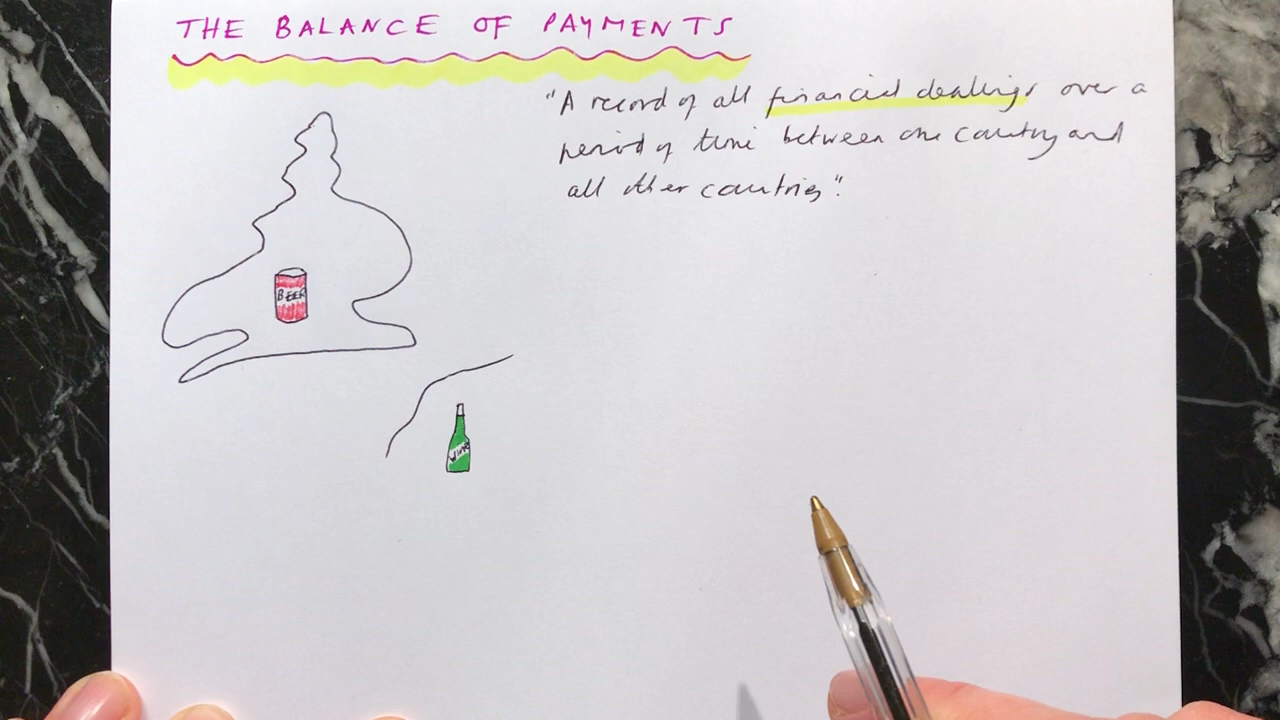 THE BALANCE OF PAYMENTS
"A record of all financial dealings over a
period of time between one country and
all other countries".
BEER
WINE